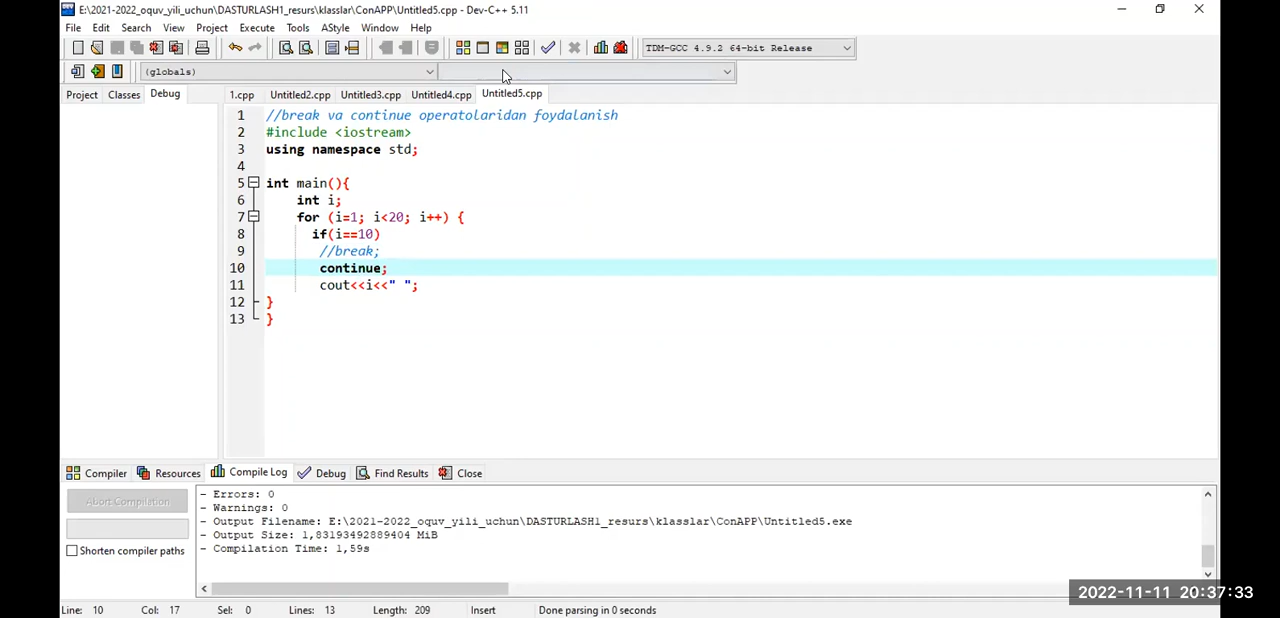 E:\2021-2022_oquv_yili_uchun\DASTURLASH1_resurs\klasslar\ConAPP\Untitled5.cpp - Dev-C++ 5.11
File Edit Search View Project Execute Tools AStyle Window Help
TDM-GCC 4.9.2 64-bit Release
(globals)
Project Classes Debug 1.cpp Untitled2.cpp Untitled3.cpp Untitled4.cpp Untitled5.cpp
1 //break va continue operatolaridan foydalanish
2 #include <iostream>
3 using namespace std;
4
5 int main(){
6 int i;
7 for (i=1; i<20; i++) {
8 if(i==10)
9 //break;
10 continue;
11 cout<<i<<" ";
12 }
13 }
Compiler Resources Compile Log Debug Find Results Close
Abort Compilation
Shorten compiler paths
- Errors: 0
- Warnings: 0
- Output Filename: E:\2021-2022_oquv_yili_uchun\DASTURLASH1_resurs\klasslar\ConAPP\Untitled5.exe
- Output Size: 1,83193492889404 MiB
- Compilation Time: 1,59s
2022-11-11 20:37:33
Line: 10 Col: 17 Sel: 0 Lines: 13 Length: 209 Insert Done parsing in 0 seconds